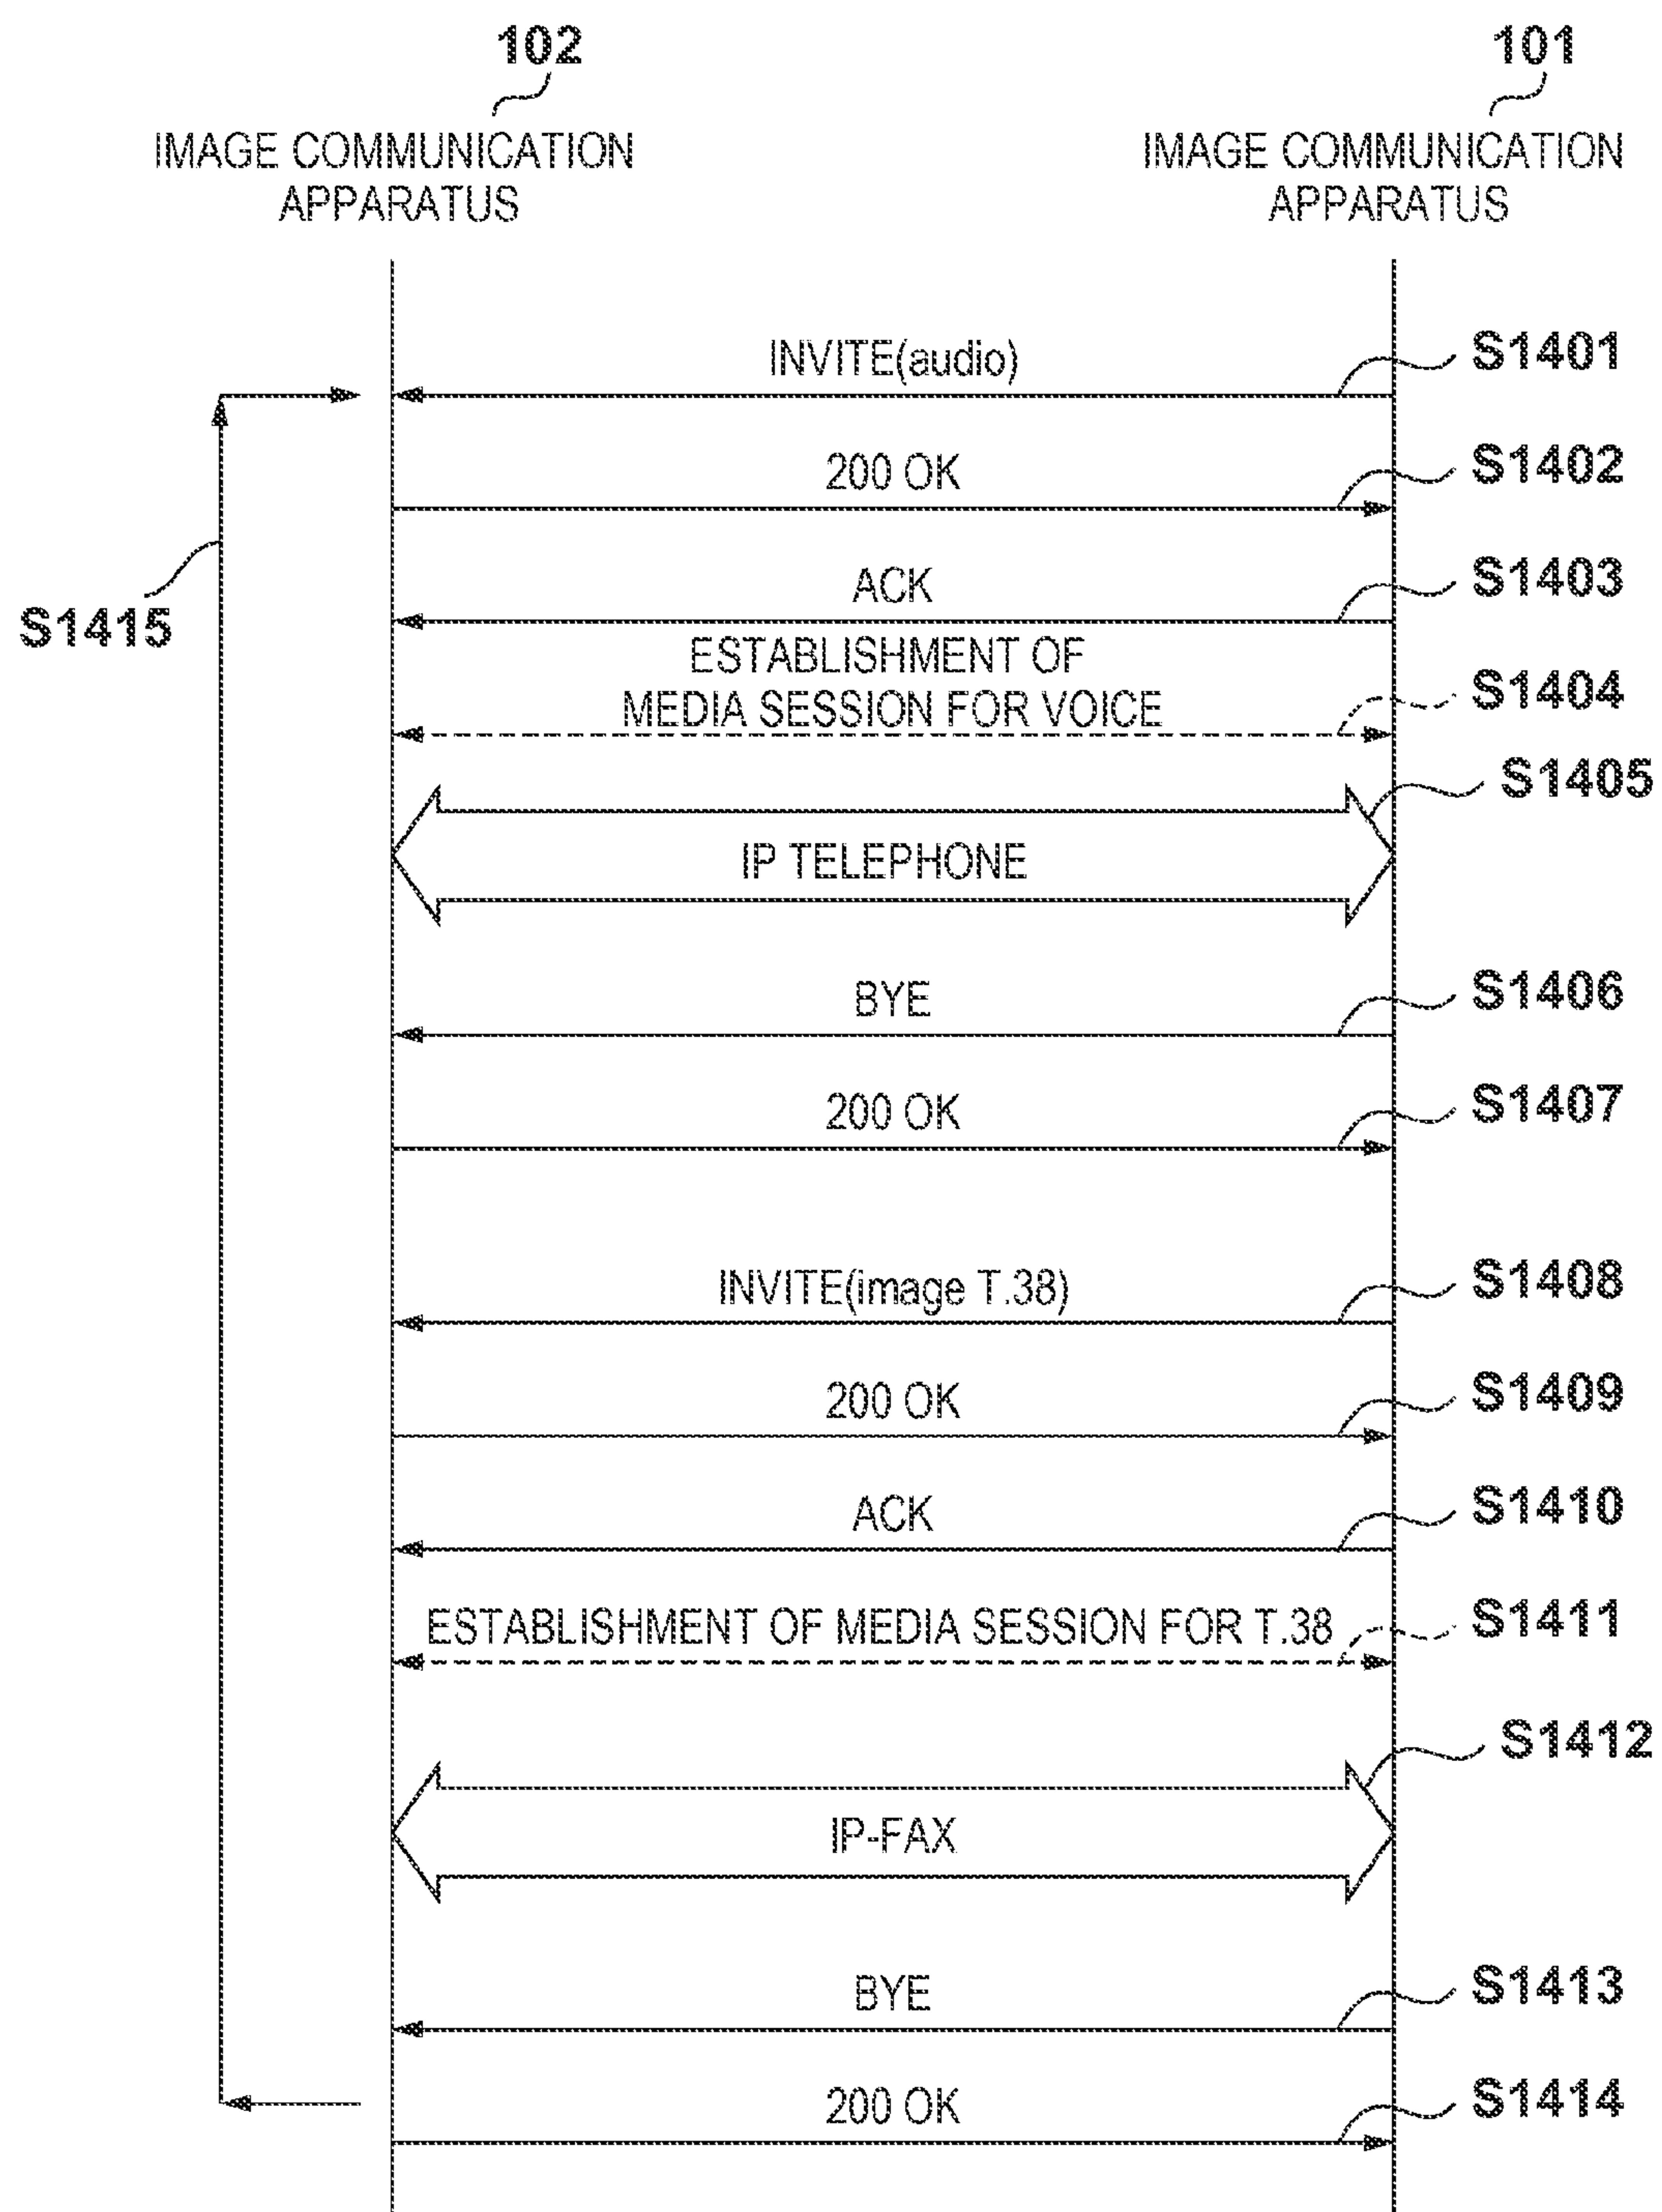 102
101
IMAGE COMMUNICATION
APPARATUS
IMAGE COMMUNICATION
APPARATUS
INVITE(audio)
S1401
200 OK
S1402
ACK
S1403
S1415
ESTABLISHMENT OF
MEDIA SESSION FOR VOICE
S1404
S1405
IP TELEPHONE
BYE
S1406
200 OK
S1407
INVITE(image T.38)
S1408
200 OK
S1409
ACK
S1410
ESTABLISHMENT OF MEDIA SESSION FOR T.38
S1411
S1412
IP-FAX
BYE
S1413
200 OK
S1414